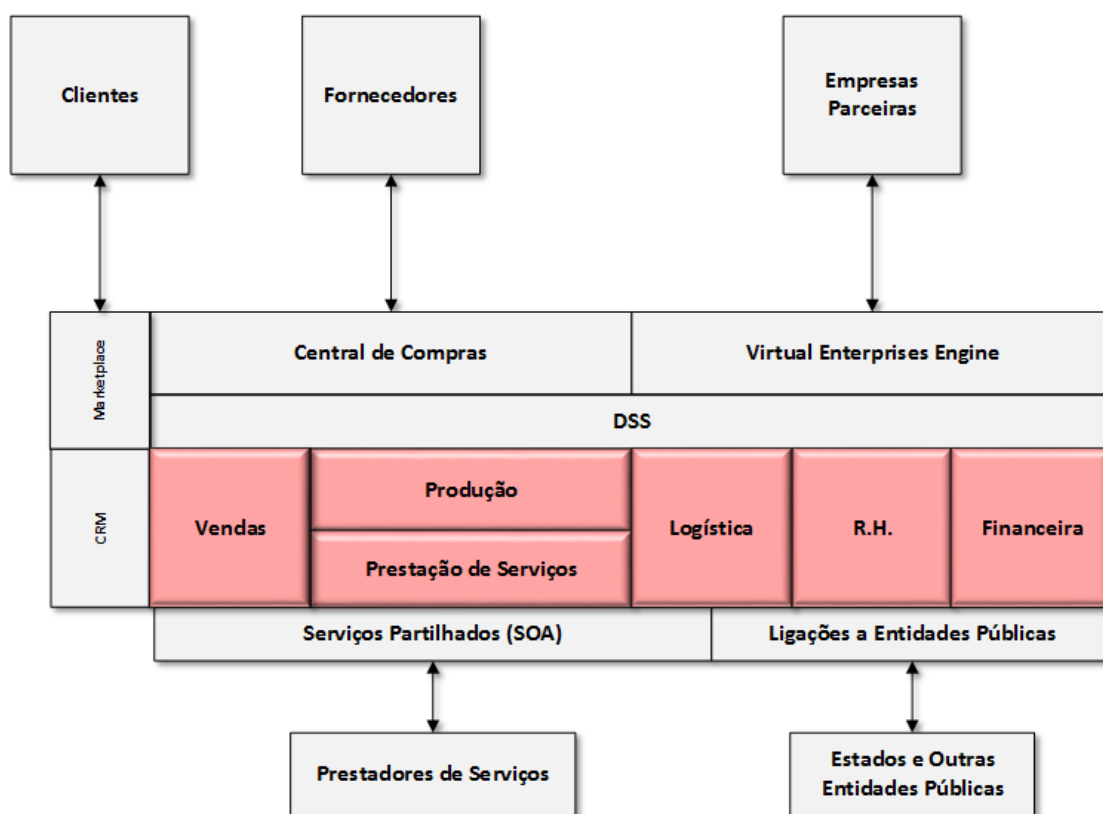 Clientes
Fornecedores
Empresas
Parceiras
Marketplace
Central de Compras
Virtual Enterprises Engine
DSS
CRM
Vendas
Produção
Prestação de Serviços
Logística
R.H.
Financeira
Serviços Partilhados (SOA)
Ligações a Entidades Públicas
Prestadores de Serviços
Estados e Outras
Entidades Públicas